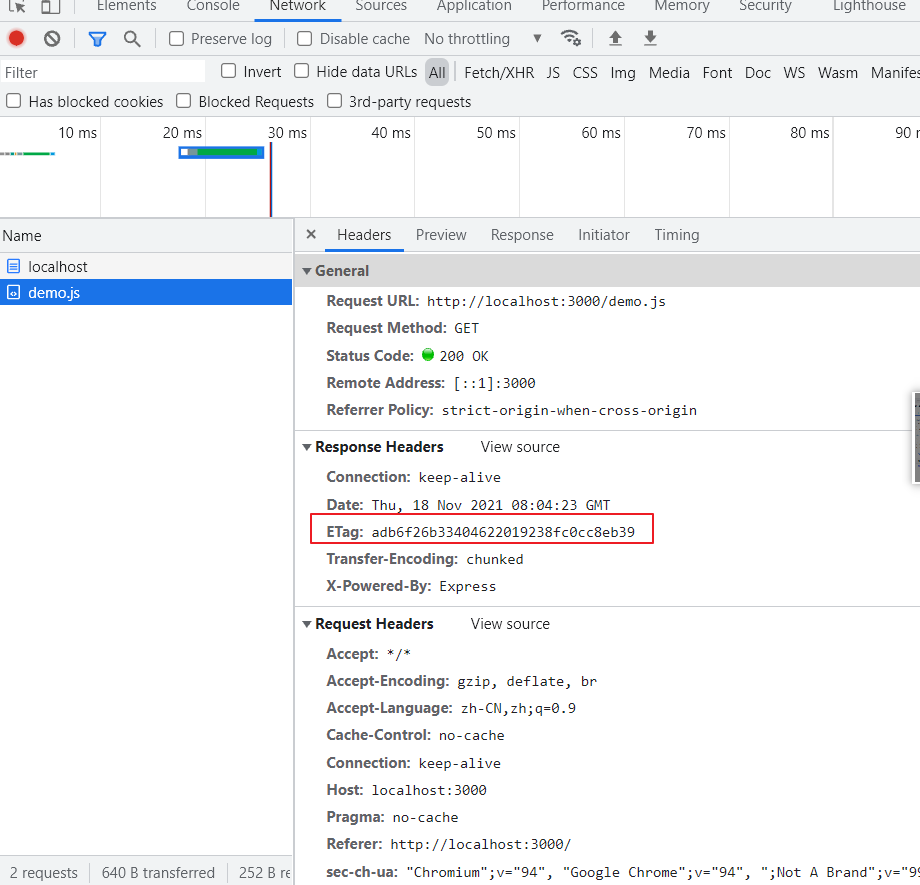 Elements Console Network Sources Application Performance Memory Security Lighthouse
Preserve log Disable cache No throttling
Filter Invert Hide data URLs All Fetch/XHR JS CSS Img Media Font Doc WS Wasm Manifes
Has blocked cookies Blocked Requests 3rd-party requests
10 ms 20 ms 30 ms 40 ms 50 ms 60 ms 70 ms 80 ms 90
Name
localhost
demo.js
Headers Preview Response Initiator Timing
General
Request URL: http://localhost:3000/demo.js
Request Method: GET
Status Code: 200 OK
Remote Address: [::1]:3000
Referrer Policy: strict-origin-when-cross-origin
Response Headers View source
Connection: keep-alive
Date: Thu, 18 Nov 2021 08:04:23 GMT
ETag: adb6f26b33404622019238fc0cc8eb39
Transfer-Encoding: chunked
X-Powered-By: Express
Request Headers View source
Accept: */*
Accept-Encoding: gzip, deflate, br
Accept-Language: zh-CN,zh;q=0.9
Cache-Control: no-cache
Connection: keep-alive
Host: localhost:3000
Pragma: no-cache
Referer: http://localhost:3000/
sec-ch-ua: "Chromium";v="94", "Google Chrome";v="94", ";Not A Brand";v="99
2 requests 640 B transferred 252 B re